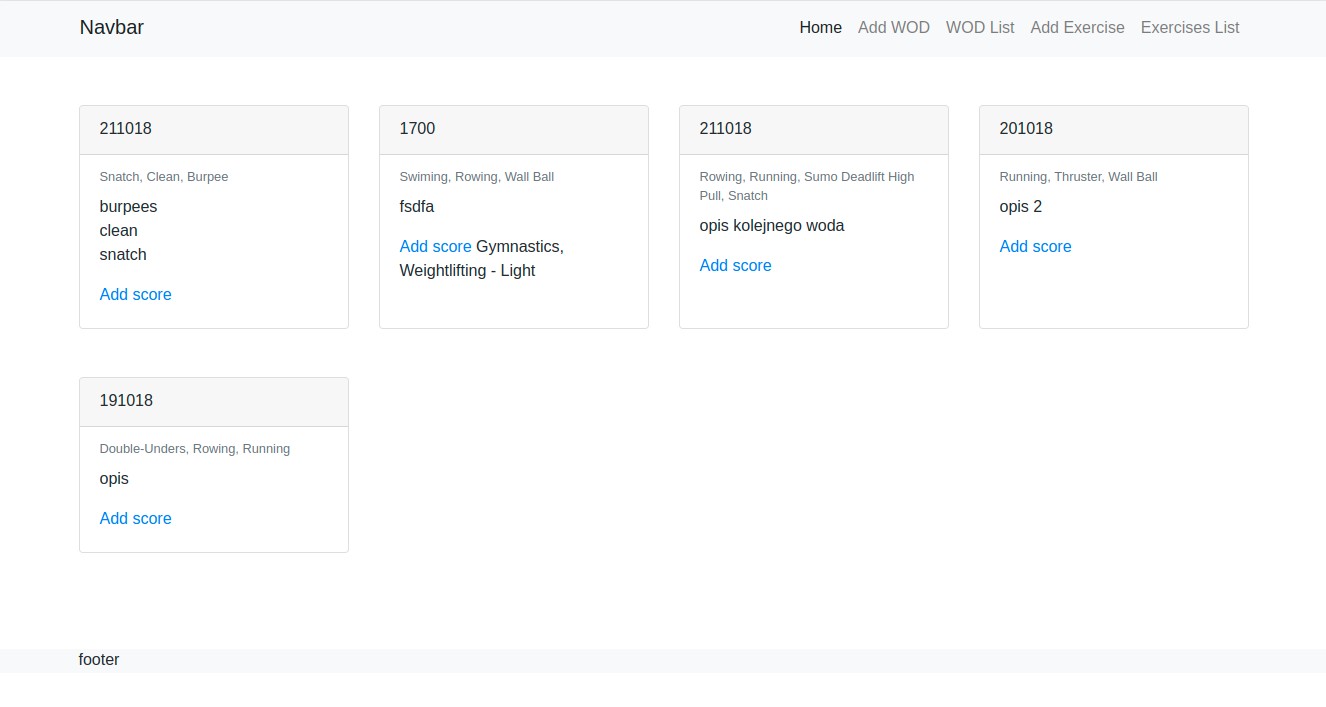 Navbar
Home Add WOD WOD List Add Exercise Exercises List
211018
Snatch, Clean, Burpee
burpees
clean
snatch
Add score
1700
Swiming, Rowing, Wall Ball
fsdfa
Add score Gymnastics,
Weightlifting - Light
211018
Rowing, Running, Sumo Deadlift High
Pull, Snatch
opis kolejnego woda
Add score
201018
Running, Thruster, Wall Ball
opis 2
Add score
191018
Double-Unders, Rowing, Running
opis
Add score
footer